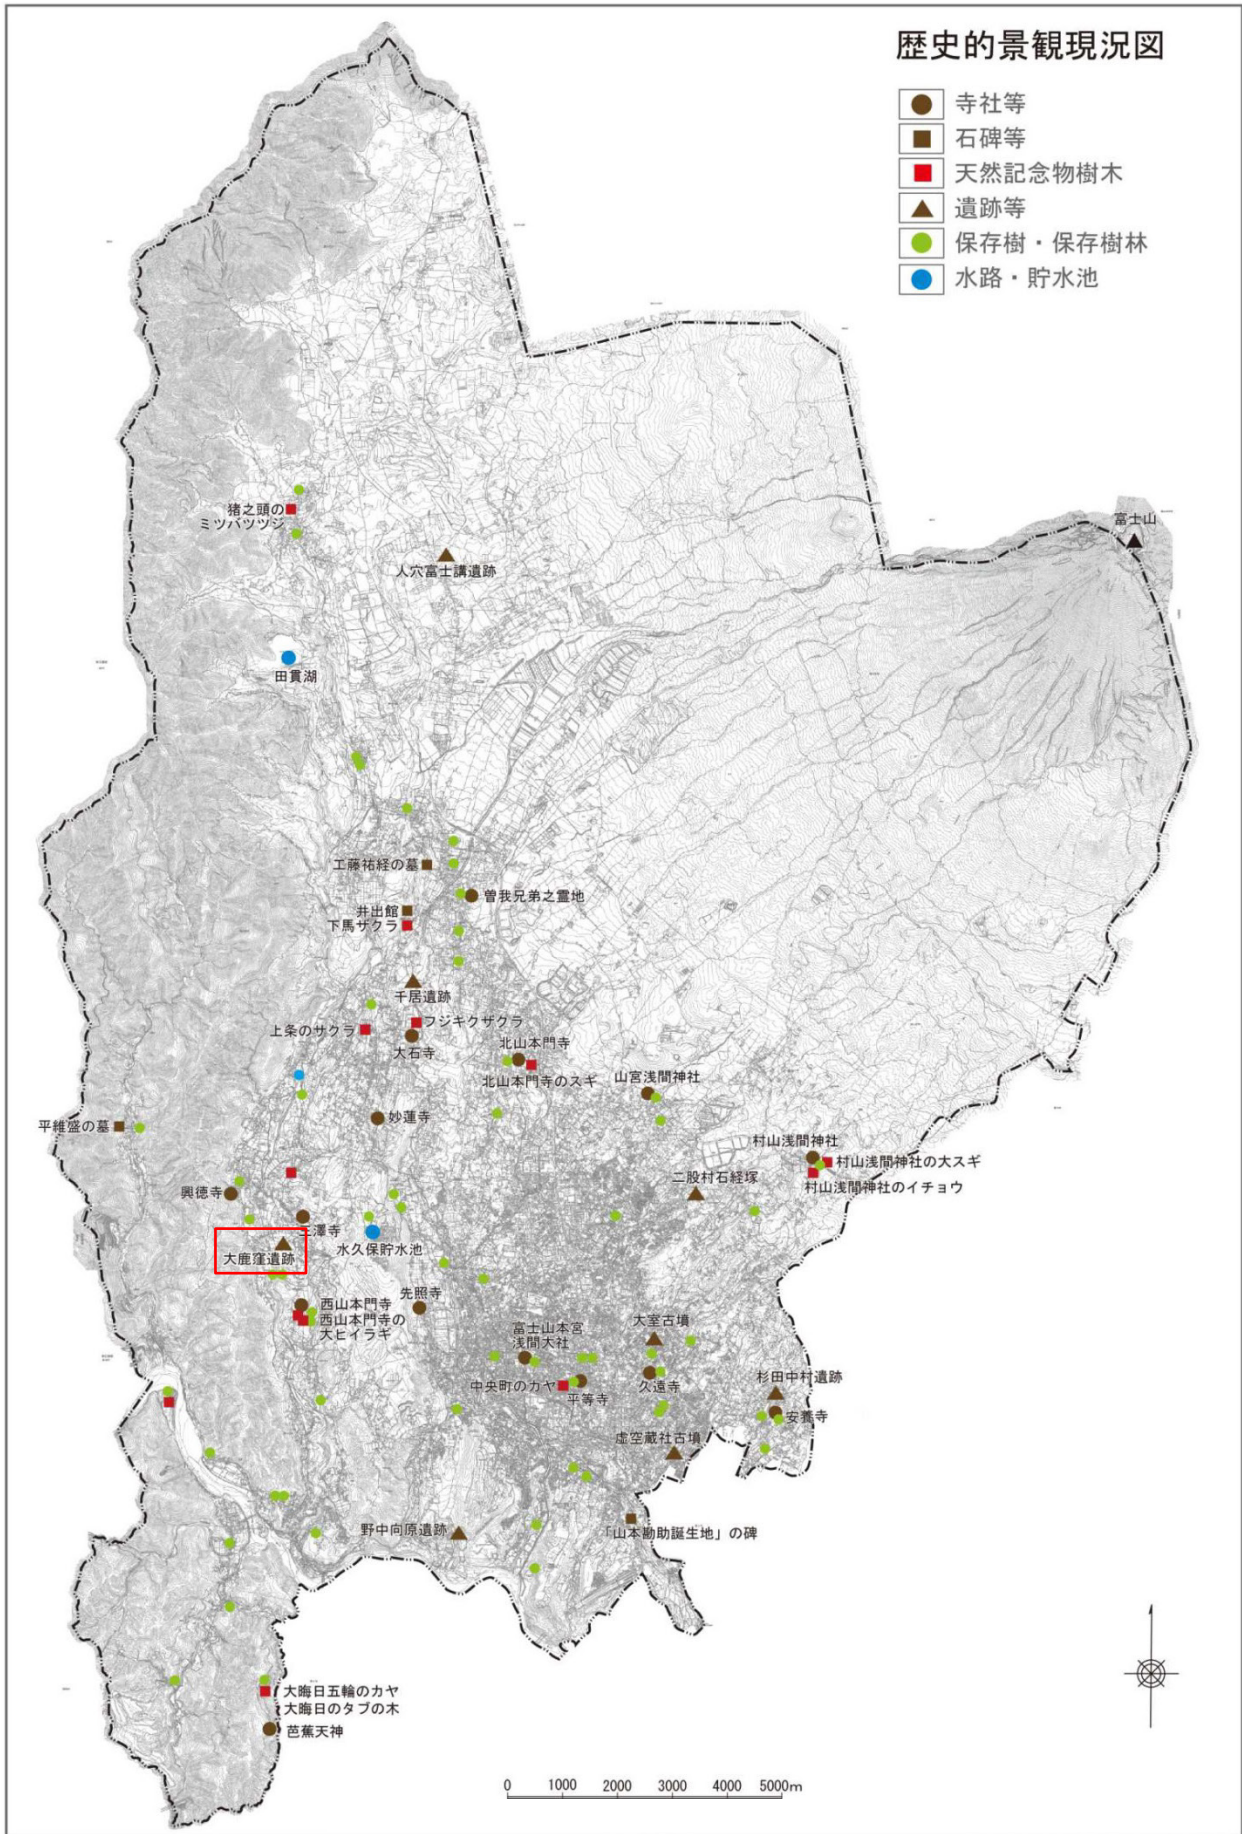 歴史的景観現況図
寺社等
石碑等
天然記念物樹木
遺跡等
保存樹・保存樹林
水路・貯水池
富士山
猪之頭の
ミツバツツジ
人穴富士講遺跡
田貫湖
工藤祐経の墓
曽我兄弟之霊地
井出館
下馬ザクラ
千居遺跡
上条のサクラ
フジキクザクラ
大石寺
北山本門寺
北山本門寺のスギ
山宮浅間神社
平維盛の墓
妙蓮寺
村山浅間神社
村山浅間神社の大スギ
村山浅間神社のイチョウ
二股村石経塚
興徳寺
三澤寺
水久保貯水池
大鹿窪遺跡
先照寺
西山本門寺
西山本門寺の
大ヒイラギ
富士山本宮
浅間大社
大室古墳
中央町のカヤ
平等寺
久遠寺
杉田中村遺跡
安養寺
虚空蔵社古墳
野中向原遺跡
「山本勘助誕生地」の碑
大晦日五輪のカヤ
大晦日のタブの木
芭蕉天神
0 1000 2000 3000 4000 5000m